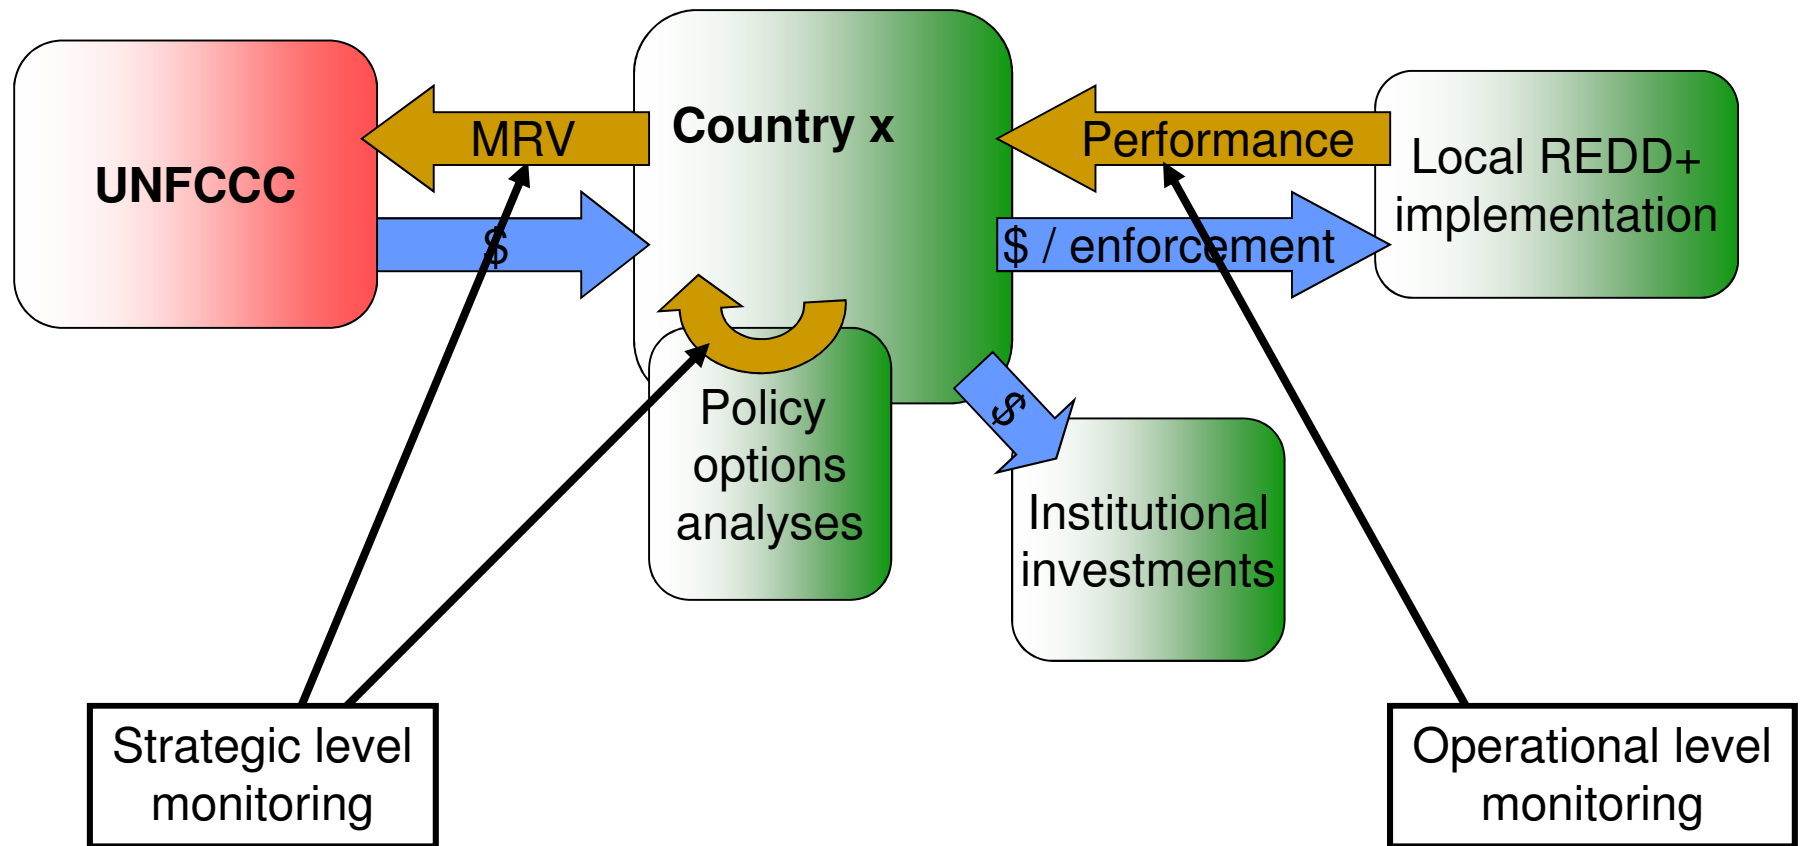 UNFCCC
MRV
$
Country x
Performance
$ / enforcement
Local REDD+
implementation
Policy
options
analyses
$
Institutional
investments
Strategic level
monitoring
Operational level
monitoring